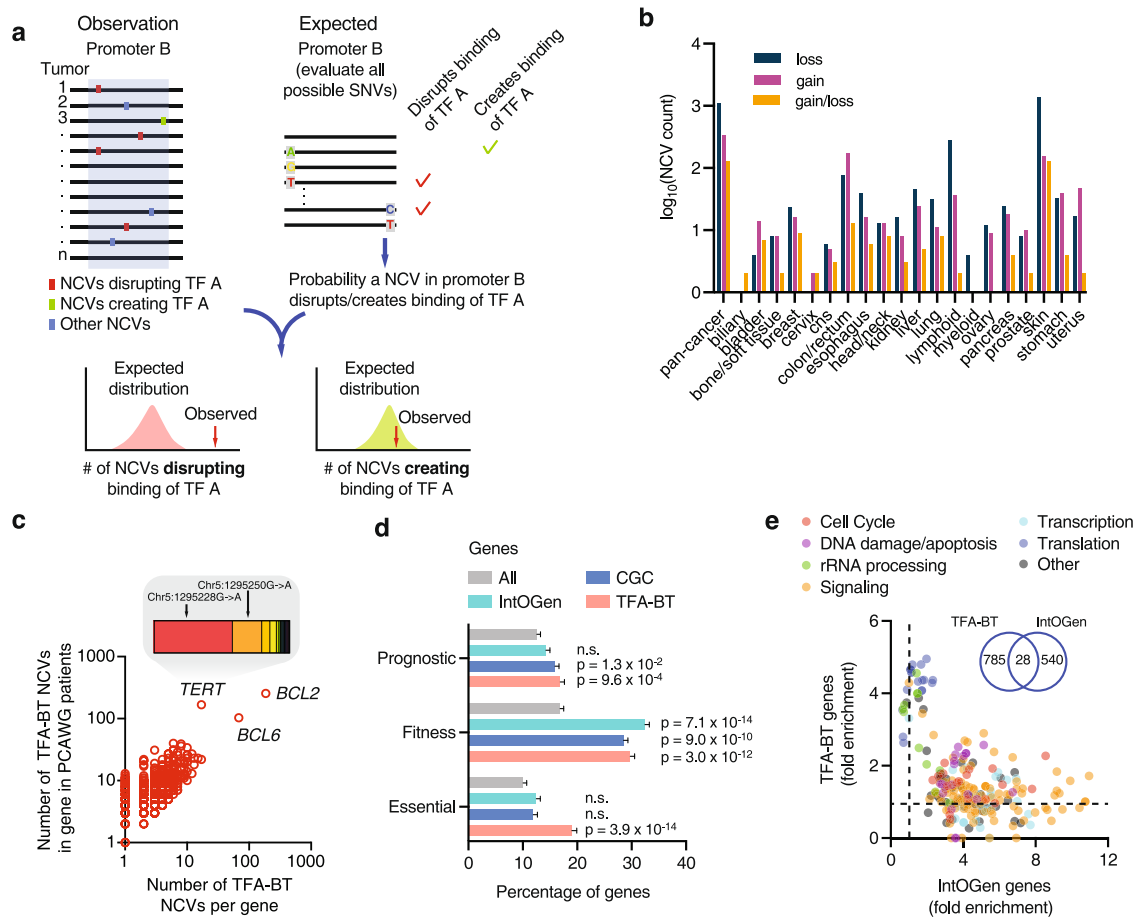 a
Observation
Promoter B
Tumor
1
2
3
.
.
.
.
.
.
.
n
NCVs disrupting TF A
NCVs creating TF A
Other NCVs
Expected
Promoter B
(evaluate all
possible SNVs)
Disrupts binding
of TF A
Creates binding
of TF A
A
T
C
T
Probability a NCV in promoter B
disrupts/creates binding of TF A
Expected
distribution
Observed
# of NCVs disrupting
binding of TF A
Expected
distribution
Observed
# of NCVs creating
binding of TF A
b
loss
gain
gain/loss
log10(NCV count)
4
3
2
1
0
pan-cancer
biliary
bladder
bone/soft tissue
breast
cervix
cns
colon/rectum
esophagus
head/neck
kidney
liver
lung
lymphoid
myeloid
ovary
pancreas
prostate
skin
stomach
uterus
c
Chr5:1295250G->A
Chr5:1295228G->A
Number of TFA-BT NCVs
in gene in PCAWG patients
1000
100
10
1
TERT
BCL2
BCL6
1
10
100
1000
Number of TFA-BT
NCVs per gene
d
Genes
All
CGC
IntOGen
TFA-BT
Prognostic
n.s.
p = 1.3 x 10-2
p = 9.6 x 10-4
Fitness
p = 7.1 x 10-14
p = 9.0 x 10-10
p = 3.0 x 10-12
Essential
n.s.
n.s.
p = 3.9 x 10-14
0
10
20
30
40
Percentage of genes
e
Cell Cycle
DNA damage/apoptosis
rRNA processing
Signaling
Transcription
Translation
Other
TFA-BT
IntOGen
785
28
540
TFA-BT genes
(fold enrichment)
6
4
2
0
0
4
8
12
IntOGen genes
(fold enrichment)